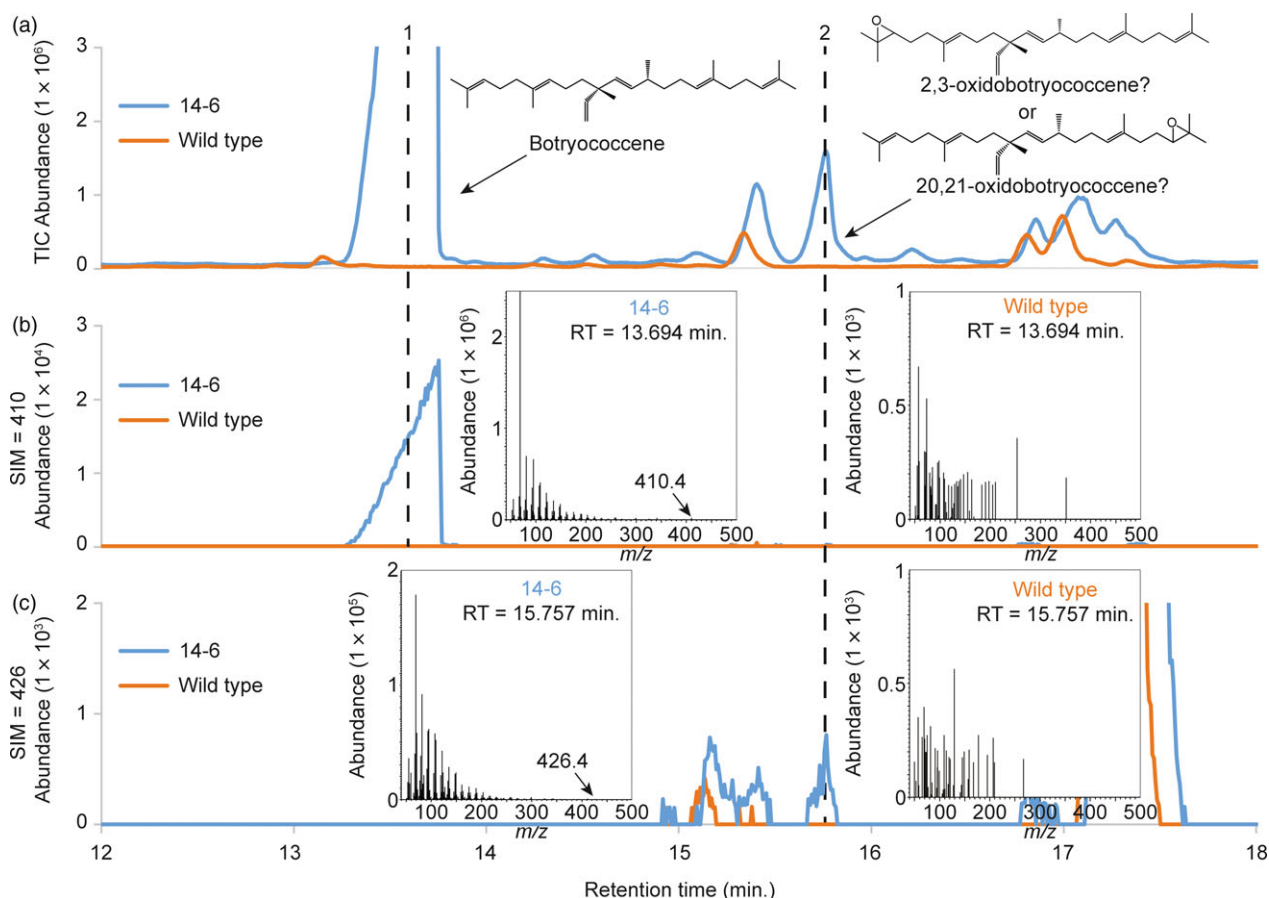 (a)
TIC Abundance (1 × 10⁶)
3
2
1
0
14-6
Wild type
1
2
Botryococcene
O
2,3-oxidobotryococcene?
or
O
20,21-oxidobotryococcene?
(b)
SIM = 410
Abundance (1 × 10⁴)
3
2
1
0
14-6
Wild type
Abundance (1 × 10⁶)
2
1
0
14-6
RT = 13.694 min.
410.4
100 200 300 400 500
m/z
Abundance (1 × 10³)
1
0.5
0
Wild type
RT = 13.694 min.
100 200 300 400 500
m/z
(c)
SIM = 426
Abundance (1 × 10³)
2
1
0
14-6
Wild type
Abundance (1 × 10⁵)
2
1
0
14-6
RT = 15.757 min.
426.4
100 200 300 400 500
m/z
Abundance (1 × 10³)
1
0.5
0
Wild type
RT = 15.757 min.
100 200 300 400 500
m/z
12 13 14 15 16 17 18
Retention time (min.)